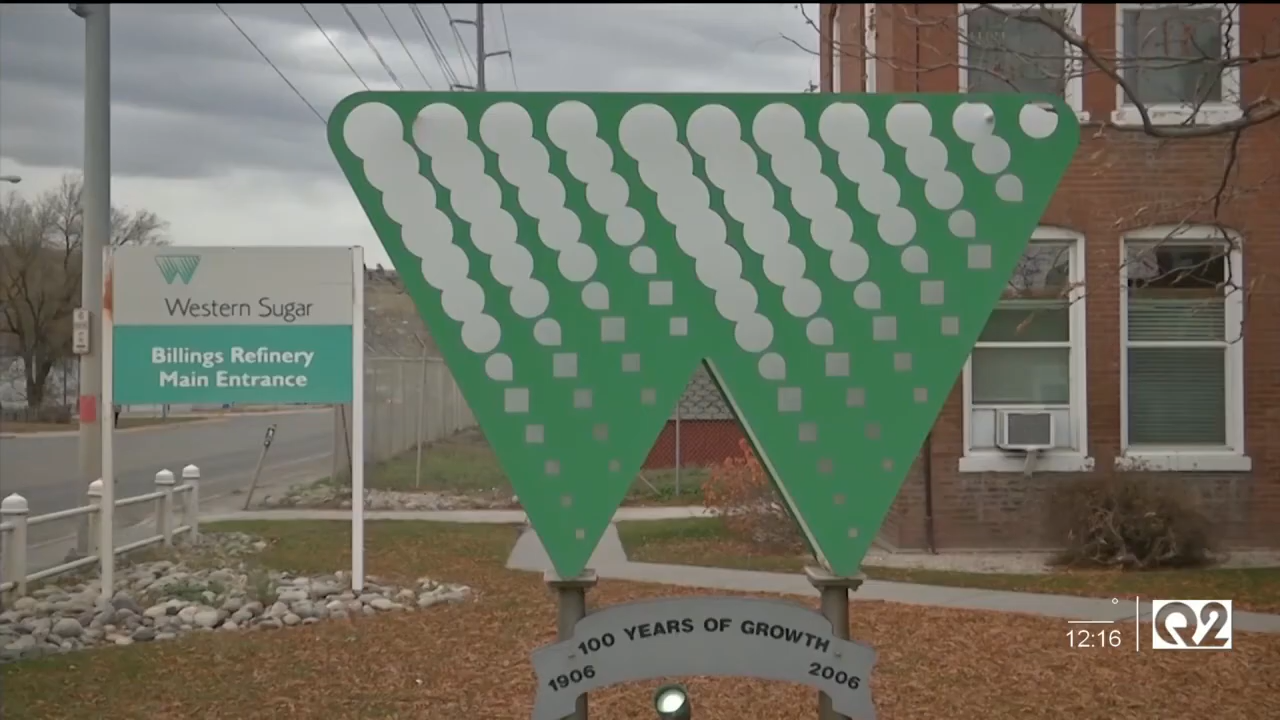 Western Sugar
Billings Refinery
Main Entrance
100 YEARS OF GROWTH
1906 2006
°
12:16
Q2